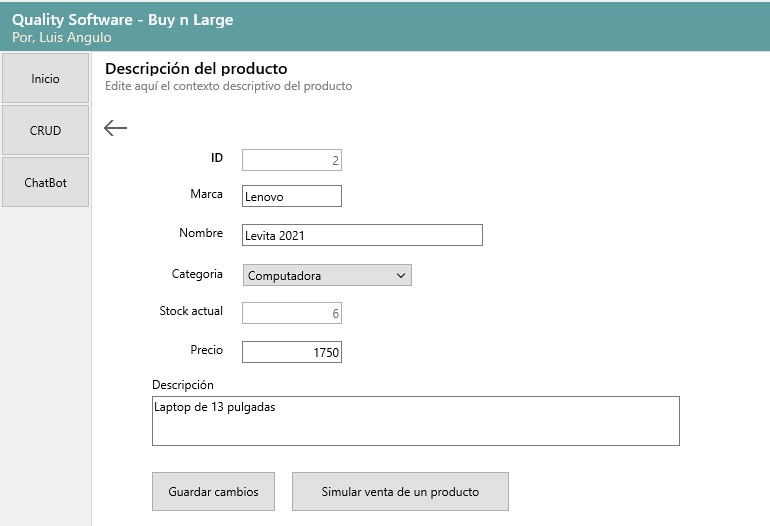 Quality Software - Buy n Large
Por, Luis Angulo
Inicio
CRUD
ChatBot
Descripción del producto
Edite aquí el contexto descriptivo del producto
ID 2
Marca Lenovo
Nombre Levita 2021
Categoria Computadora
Stock actual 6
Precio 1750
Descripción
Laptop de 13 pulgadas
Guardar cambios Simular venta de un producto